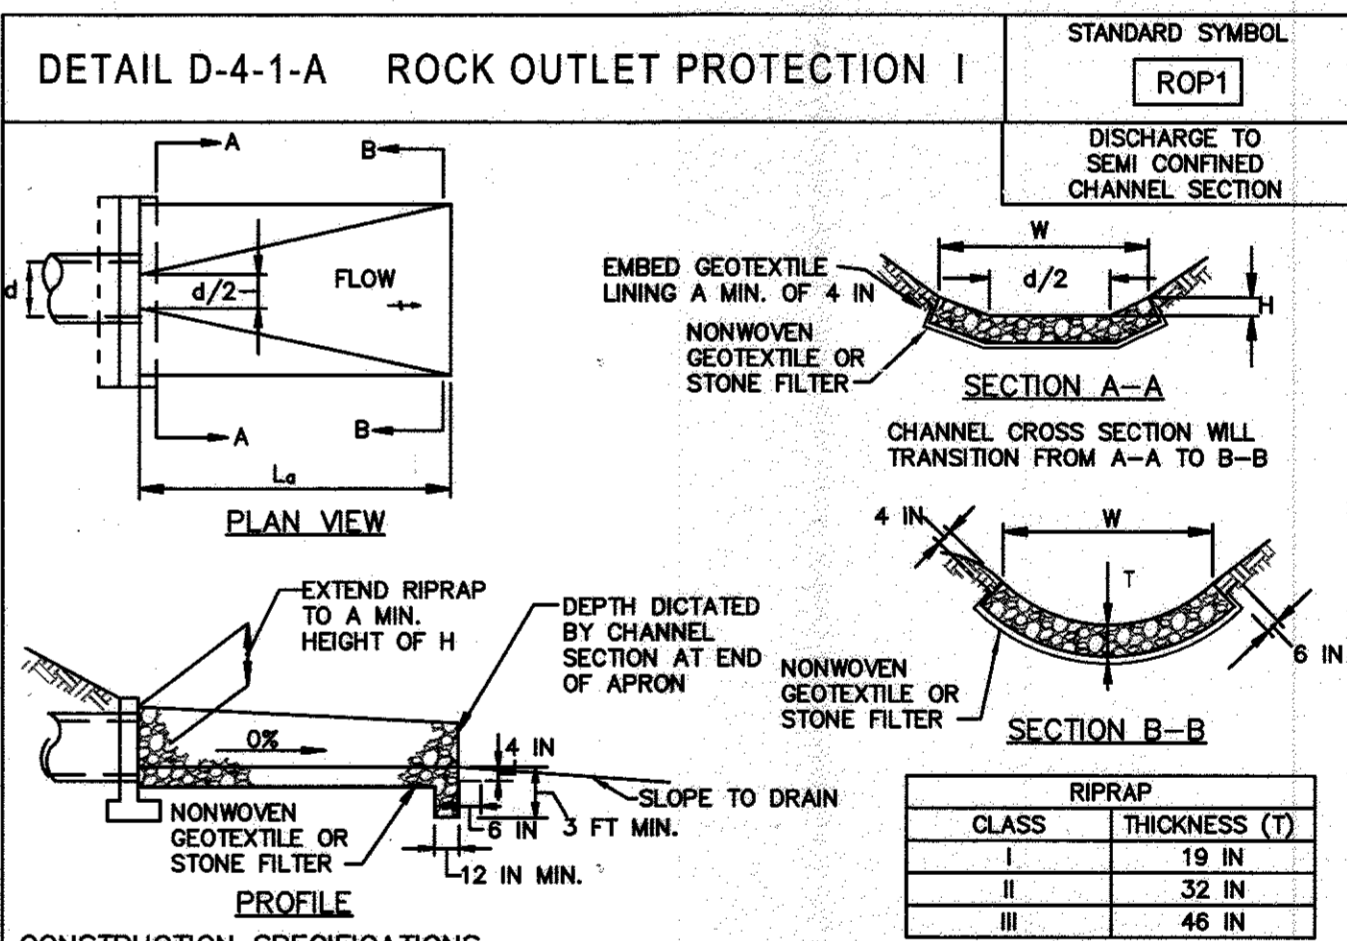 DETAIL D-4-1-A ROCK OUTLET PROTECTION I
STANDARD SYMBOL
ROP1
DISCHARGE TO
SEMI CONFINED
CHANNEL SECTION
A
B
d
d/2
FLOW
A
B
La
PLAN VIEW
W
d/2
H
EMBED GEOTEXTILE
LINING A MIN. OF 4 IN
NONWOVEN
GEOTEXTILE OR
STONE FILTER
SECTION A-A
CHANNEL CROSS SECTION WILL
TRANSITION FROM A-A TO B-B
4 IN
W
T
6 IN
NONWOVEN
GEOTEXTILE OR
STONE FILTER
SECTION B-B
EXTEND RIPRAP
TO A MIN.
HEIGHT OF H
DEPTH DICTATED
BY CHANNEL
SECTION AT END
OF APRON
0%
4 IN
SLOPE TO DRAIN
6 IN
3 FT MIN.
12 IN MIN.
NONWOVEN
GEOTEXTILE OR
STONE FILTER
PROFILE
RIPRAP
CLASS THICKNESS (T)
I 19 IN
II 32 IN
III 46 IN
CONSTRUCTION SPECIFICATIONS